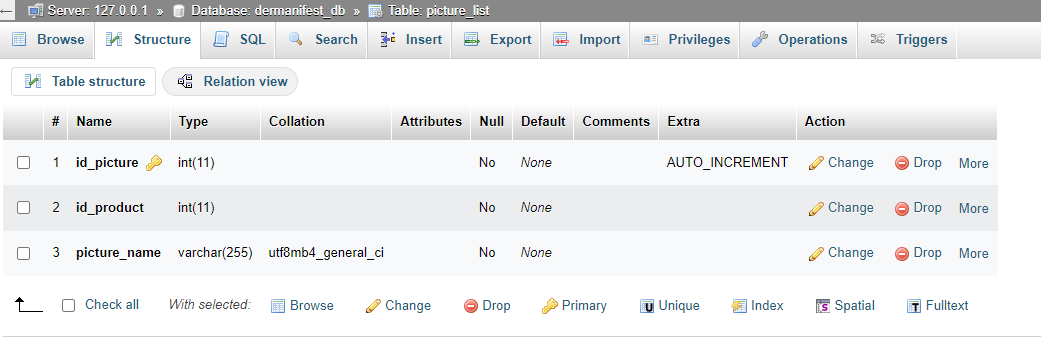 Server: 127.0.0.1 » Database: dermanifest_db » Table: picture_list
Browse Structure SQL Search Insert Export Import Privileges Operations Triggers
Table structure Relation view
# Name Type Collation Attributes Null Default Comments Extra Action
1 id_picture int(11) No None AUTO_INCREMENT Change Drop More
2 id_product int(11) No None Change Drop More
3 picture_name varchar(255) utf8mb4_general_ci No None Change Drop More
Check all With selected: Browse Change Drop Primary Unique Index Spatial Fulltext